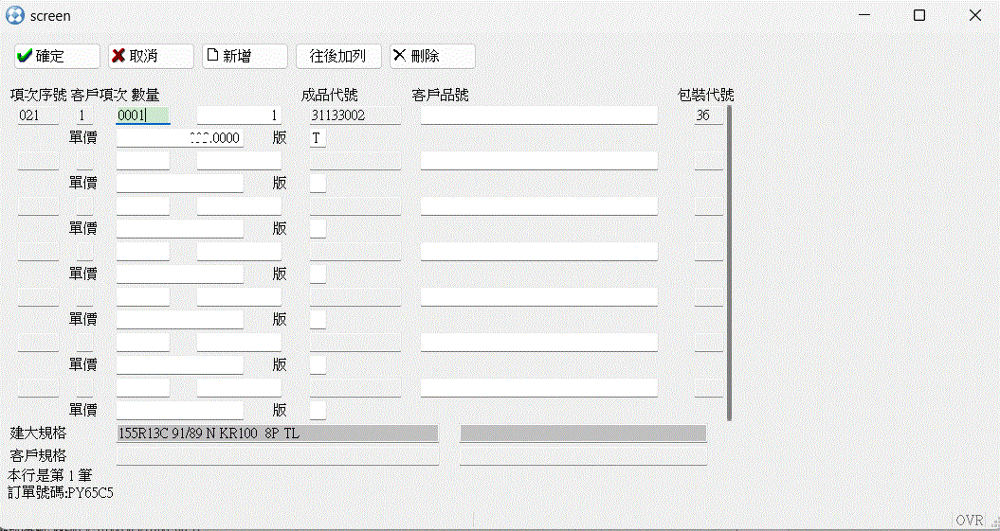 screen
確定 取消 新增 往後加列 刪除
項次序號 客戶項次 數量 成品代號 客戶品號 包裝代號
021 1 0001 1 31133002 36
單價 .0000 版 T
單價 版
單價 版
單價 版
單價 版
單價 版
單價 版
建大規格 155R13C 91/89 N KR100 8P TL
客戶規格
本行是第 1 筆
訂單號碼:PY65C5
OVR